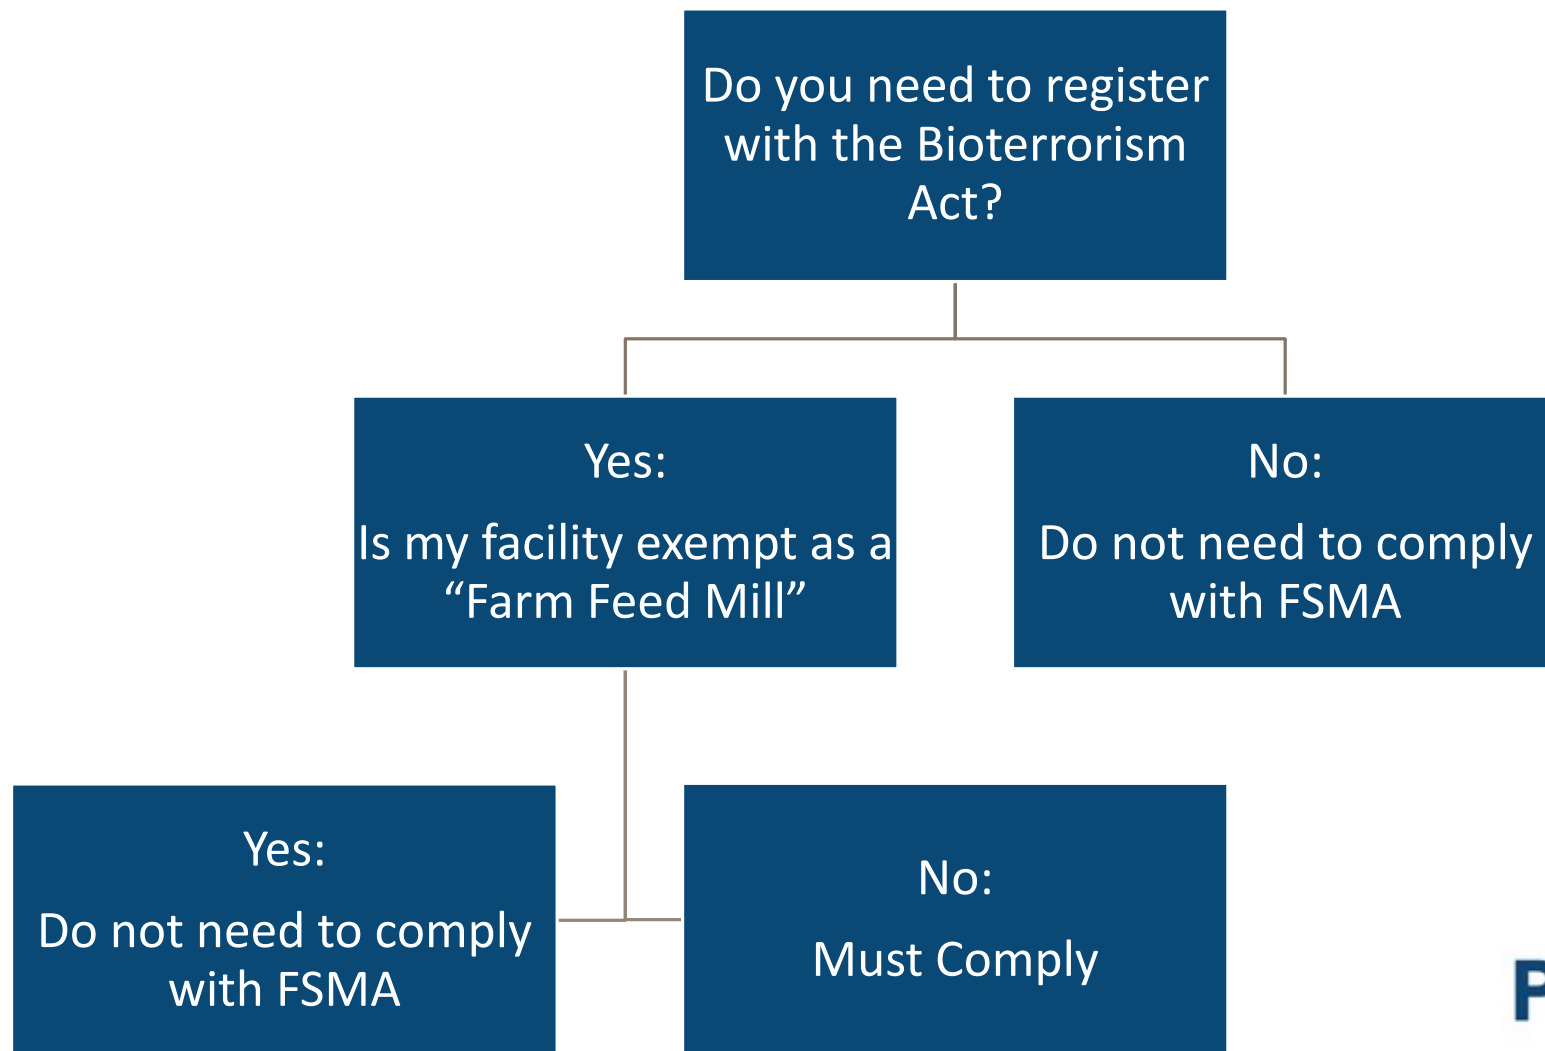 Do you need to register
with the Bioterrorism
Act?
Yes:
Is my facility exempt as a
“Farm Feed Mill”
No:
Do not need to comply
with FSMA
Yes:
Do not need to comply
with FSMA
No:
Must Comply
P